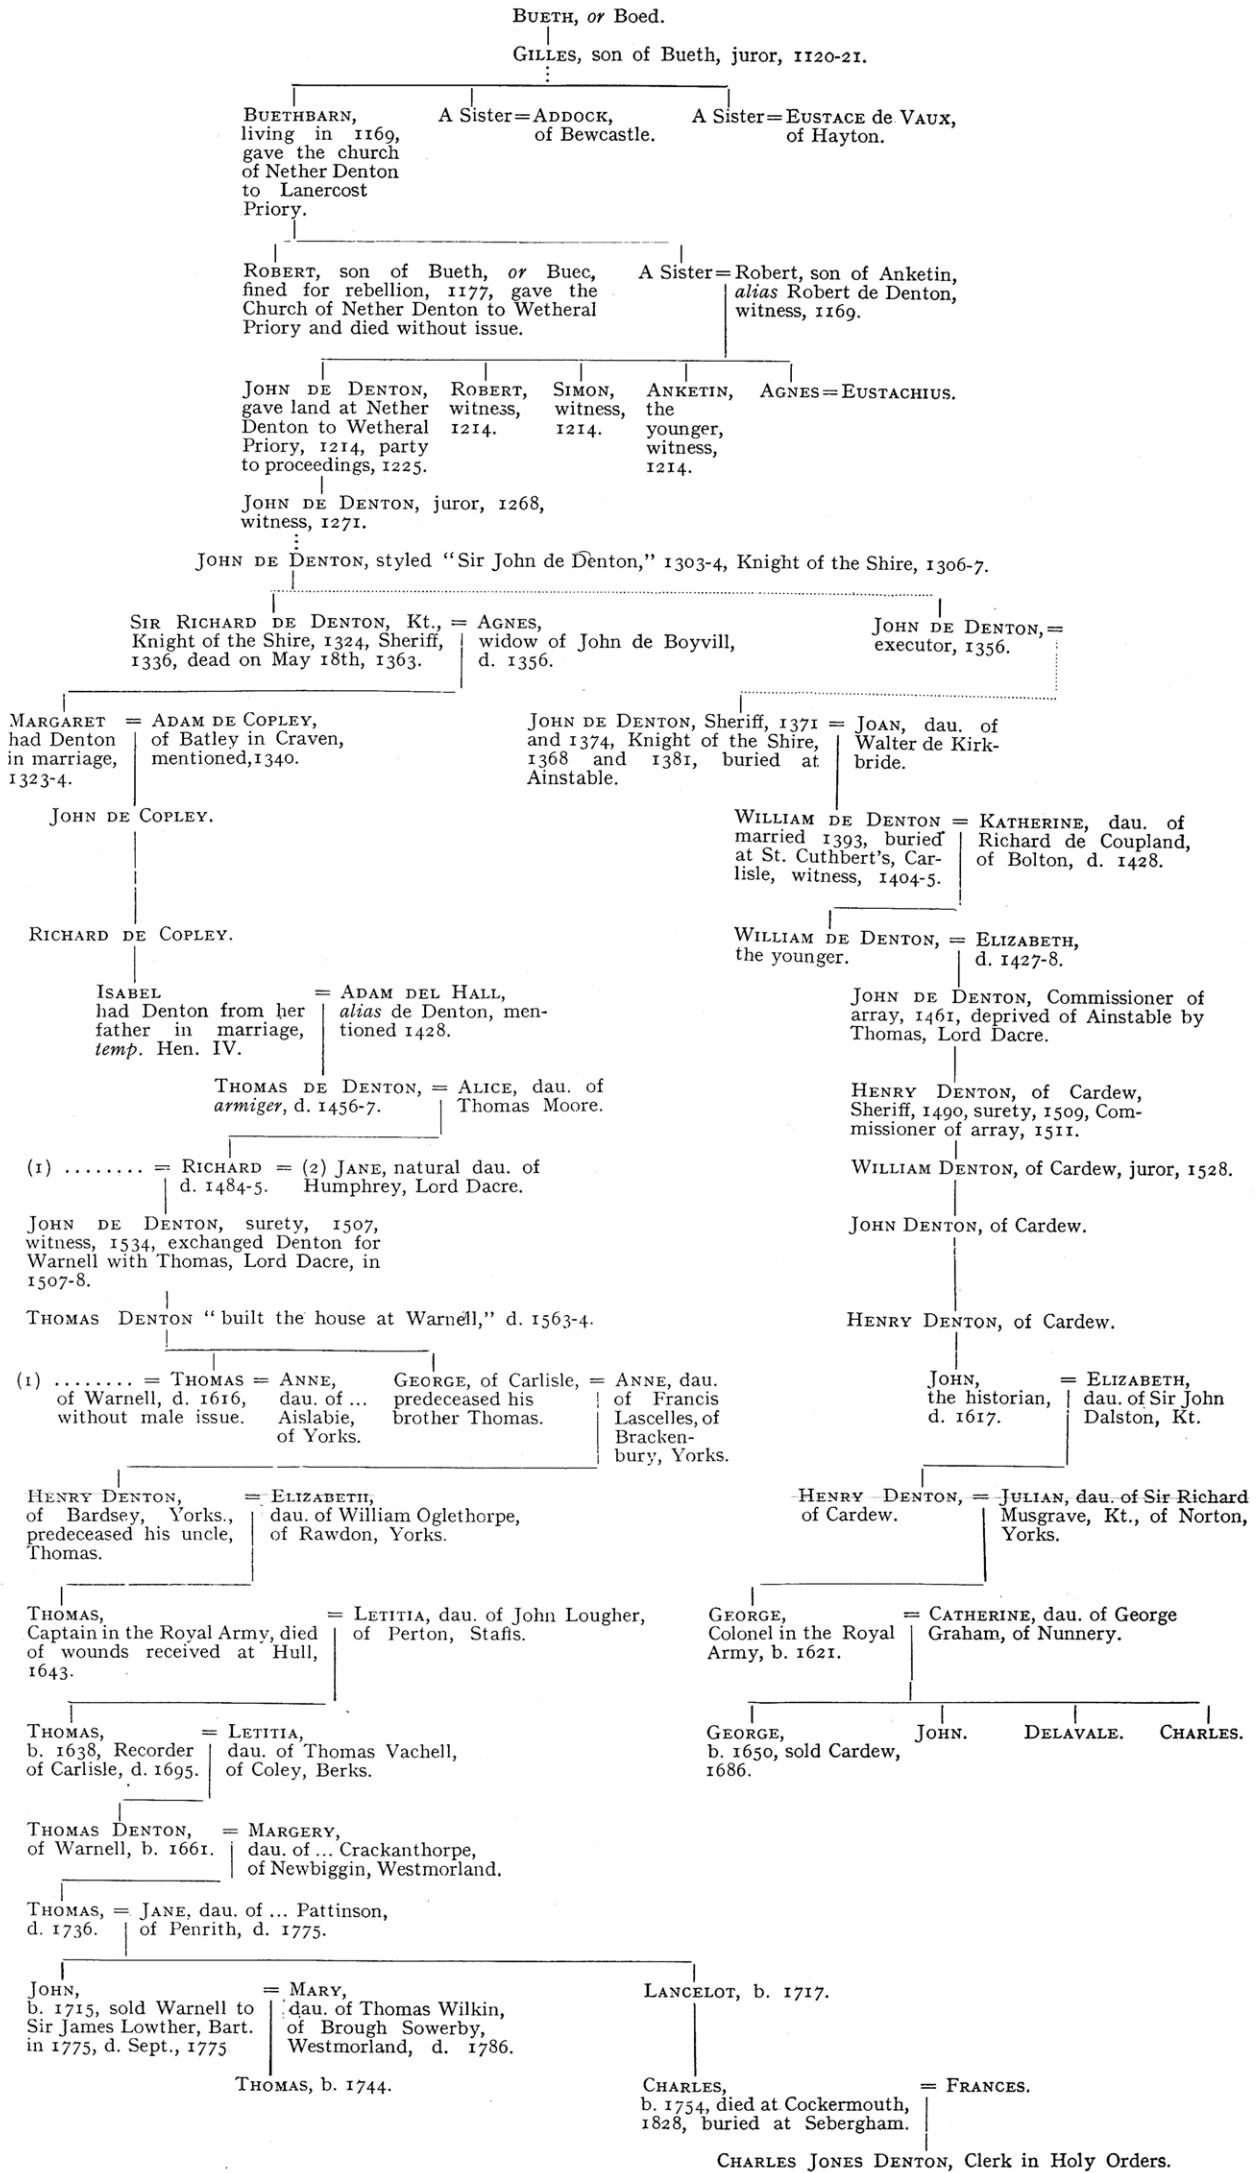 BUETH, or Boed.
GILLES, son of Bueth, juror, 1120-21.
BUETHBARN,
living in 1169,
gave the church
of Nether Denton
to Lanercost
Priory.
A Sister=ADDOCK,
of Bewcastle.
A Sister=EUSTACE de VAUX,
of Hayton.
ROBERT, son of Bueth, or Buec,
fined for rebellion, 1177, gave the
Church of Nether Denton to Wetheral
Priory and died without issue.
A Sister=Robert, son of Anketin,
alias Robert de Denton,
witness, 1169.
JOHN DE DENTON,
gave land at Nether
Denton to Wetheral
Priory, 1214, party
to proceedings, 1225.
ROBERT,
witness,
1214.
SIMON,
witness,
1214.
ANKETIN,
the
younger,
witness,
1214.
AGNES=EUSTACHIUS.
JOHN DE DENTON, juror, 1268,
witness, 1271.
JOHN DE DENTON, styled "Sir John de Denton," 1303-4, Knight of the Shire, 1306-7.
SIR RICHARD DE DENTON, Kt., =
Knight of the Shire, 1324, Sheriff,
1336, dead on May 18th, 1363.
AGNES,
widow of John de Boyvill,
d. 1356.
JOHN DE DENTON,=
executor, 1356.
MARGARET =
had Denton
in marriage,
1323-4.
ADAM DE COPLEY,
of Batley in Craven,
mentioned,1340.
JOHN DE DENTON, Sheriff, 1371 =
and 1374, Knight of the Shire,
1368 and 1381, buried at
Ainstable.
JOAN, dau. of
Walter de Kirk-
bride.
JOHN DE COPLEY.
WILLIAM DE DENTON =
married 1393, buried
at St. Cuthbert's, Car-
lisle, witness, 1404-5.
KATHERINE, dau. of
Richard de Coupland,
of Bolton, d. 1428.
RICHARD DE COPLEY.
WILLIAM DE DENTON, =
the younger.
ELIZABETH,
d. 1427-8.
ISABEL =
had Denton from her
father in marriage,
temp. Hen. IV.
ADAM DEL HALL,
alias de Denton, men-
tioned 1428.
JOHN DE DENTON, Commissioner of
array, 1461, deprived of Ainstable by
Thomas, Lord Dacre.
THOMAS DE DENTON, =
armiger, d. 1456-7.
ALICE, dau. of
Thomas Moore.
HENRY DENTON, of Cardew,
Sheriff, 1490, surety, 1509, Com-
missioner of array, 1511.
(1) ........ = RICHARD = (2) JANE, natural dau. of
d. 1484-5. Humphrey, Lord Dacre.
WILLIAM DENTON, of Cardew, juror, 1528.
JOHN DE DENTON, surety, 1507,
witness, 1534, exchanged Denton for
Warnell with Thomas, Lord Dacre, in
1507-8.
JOHN DENTON, of Cardew.
THOMAS DENTON "built the house at Warnell," d. 1563-4.
HENRY DENTON, of Cardew.
(1) ........ = THOMAS =
of Warnell, d. 1616,
without male issue.
ANNE,
dau. of ...
Aislabie,
of Yorks.
GEORGE, of Carlisle, =
predeceased his
brother Thomas.
ANNE, dau.
of Francis
Lascelles, of
Bracken-
bury, Yorks.
JOHN, =
the historian,
d. 1617.
ELIZABETH,
dau. of Sir John
Dalston, Kt.
HENRY DENTON, =
of Bardsey, Yorks.,
predeceased his uncle,
Thomas.
ELIZABETH,
dau. of William Oglethorpe,
of Rawdon, Yorks.
HENRY DENTON, =
of Cardew.
JULIAN, dau. of Sir Richard
Musgrave, Kt., of Norton,
Yorks.
THOMAS, =
Captain in the Royal Army, died
of wounds received at Hull,
1643.
LETITIA, dau. of John Lougher,
of Perton, Staffs.
GEORGE, =
Colonel in the Royal
Army, b. 1621.
CATHERINE, dau. of George
Graham, of Nunnery.
THOMAS, =
b. 1638, Recorder
of Carlisle, d. 1695.
LETITIA,
dau. of Thomas Vachell,
of Coley, Berks.
GEORGE,
b. 1650, sold Cardew,
1686.
JOHN.
DELAVALE.
CHARLES.
THOMAS DENTON, =
of Warnell, b. 1661.
MARGERY,
dau. of ... Crackanthorpe,
of Newbiggin, Westmorland.
THOMAS, =
d. 1736.
JANE, dau. of ... Pattinson,
of Penrith, d. 1775.
JOHN, =
b. 1715, sold Warnell to
Sir James Lowther, Bart.
in 1775, d. Sept., 1775
MARY,
dau. of Thomas Wilkin,
of Brough Sowerby,
Westmorland, d. 1786.
LANCELOT, b. 1717.
THOMAS, b. 1744.
CHARLES, =
b. 1754, died at Cockermouth,
1828, buried at Sebergham.
FRANCES.
CHARLES JONES DENTON, Clerk in Holy Orders.